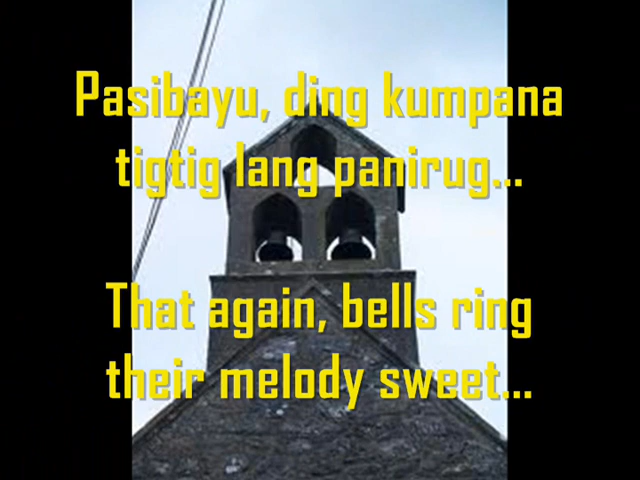 Pasibayu, ding kumpana
tigtig lang panirug...
That again, bells ring
their melody sweet...